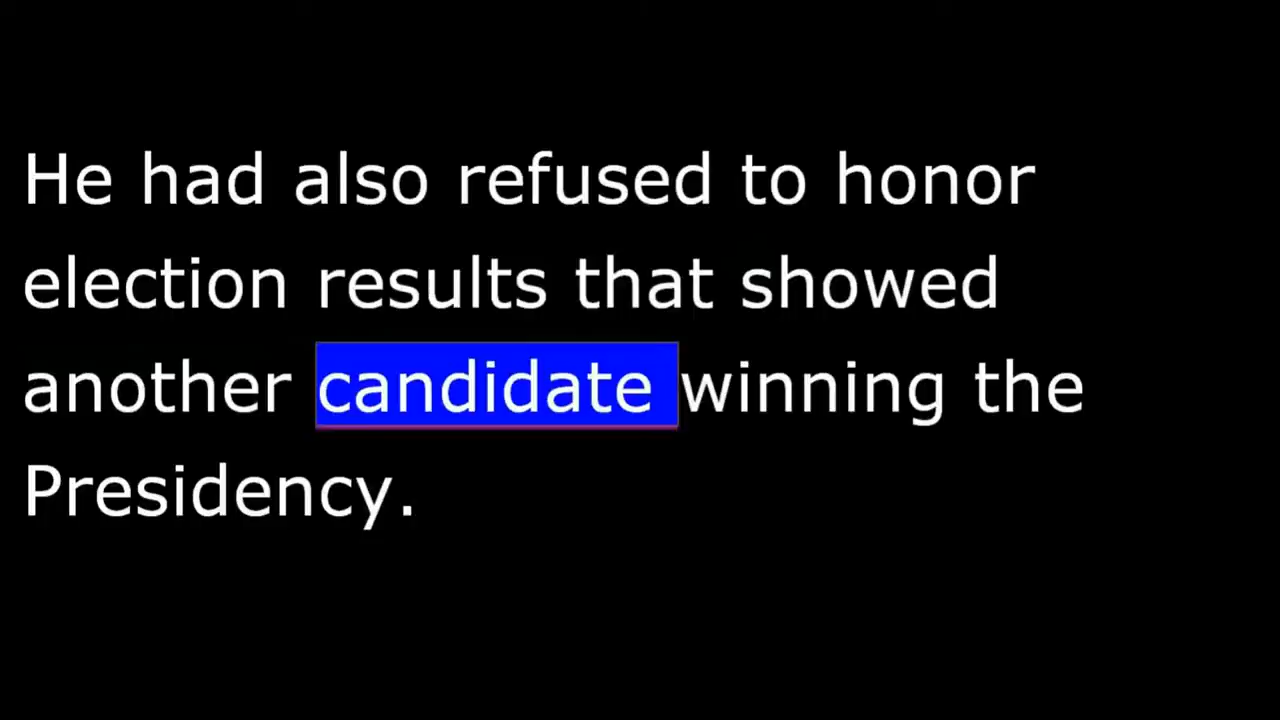 He had also refused to honor
election results that showed
another candidate winning the
Presidency.